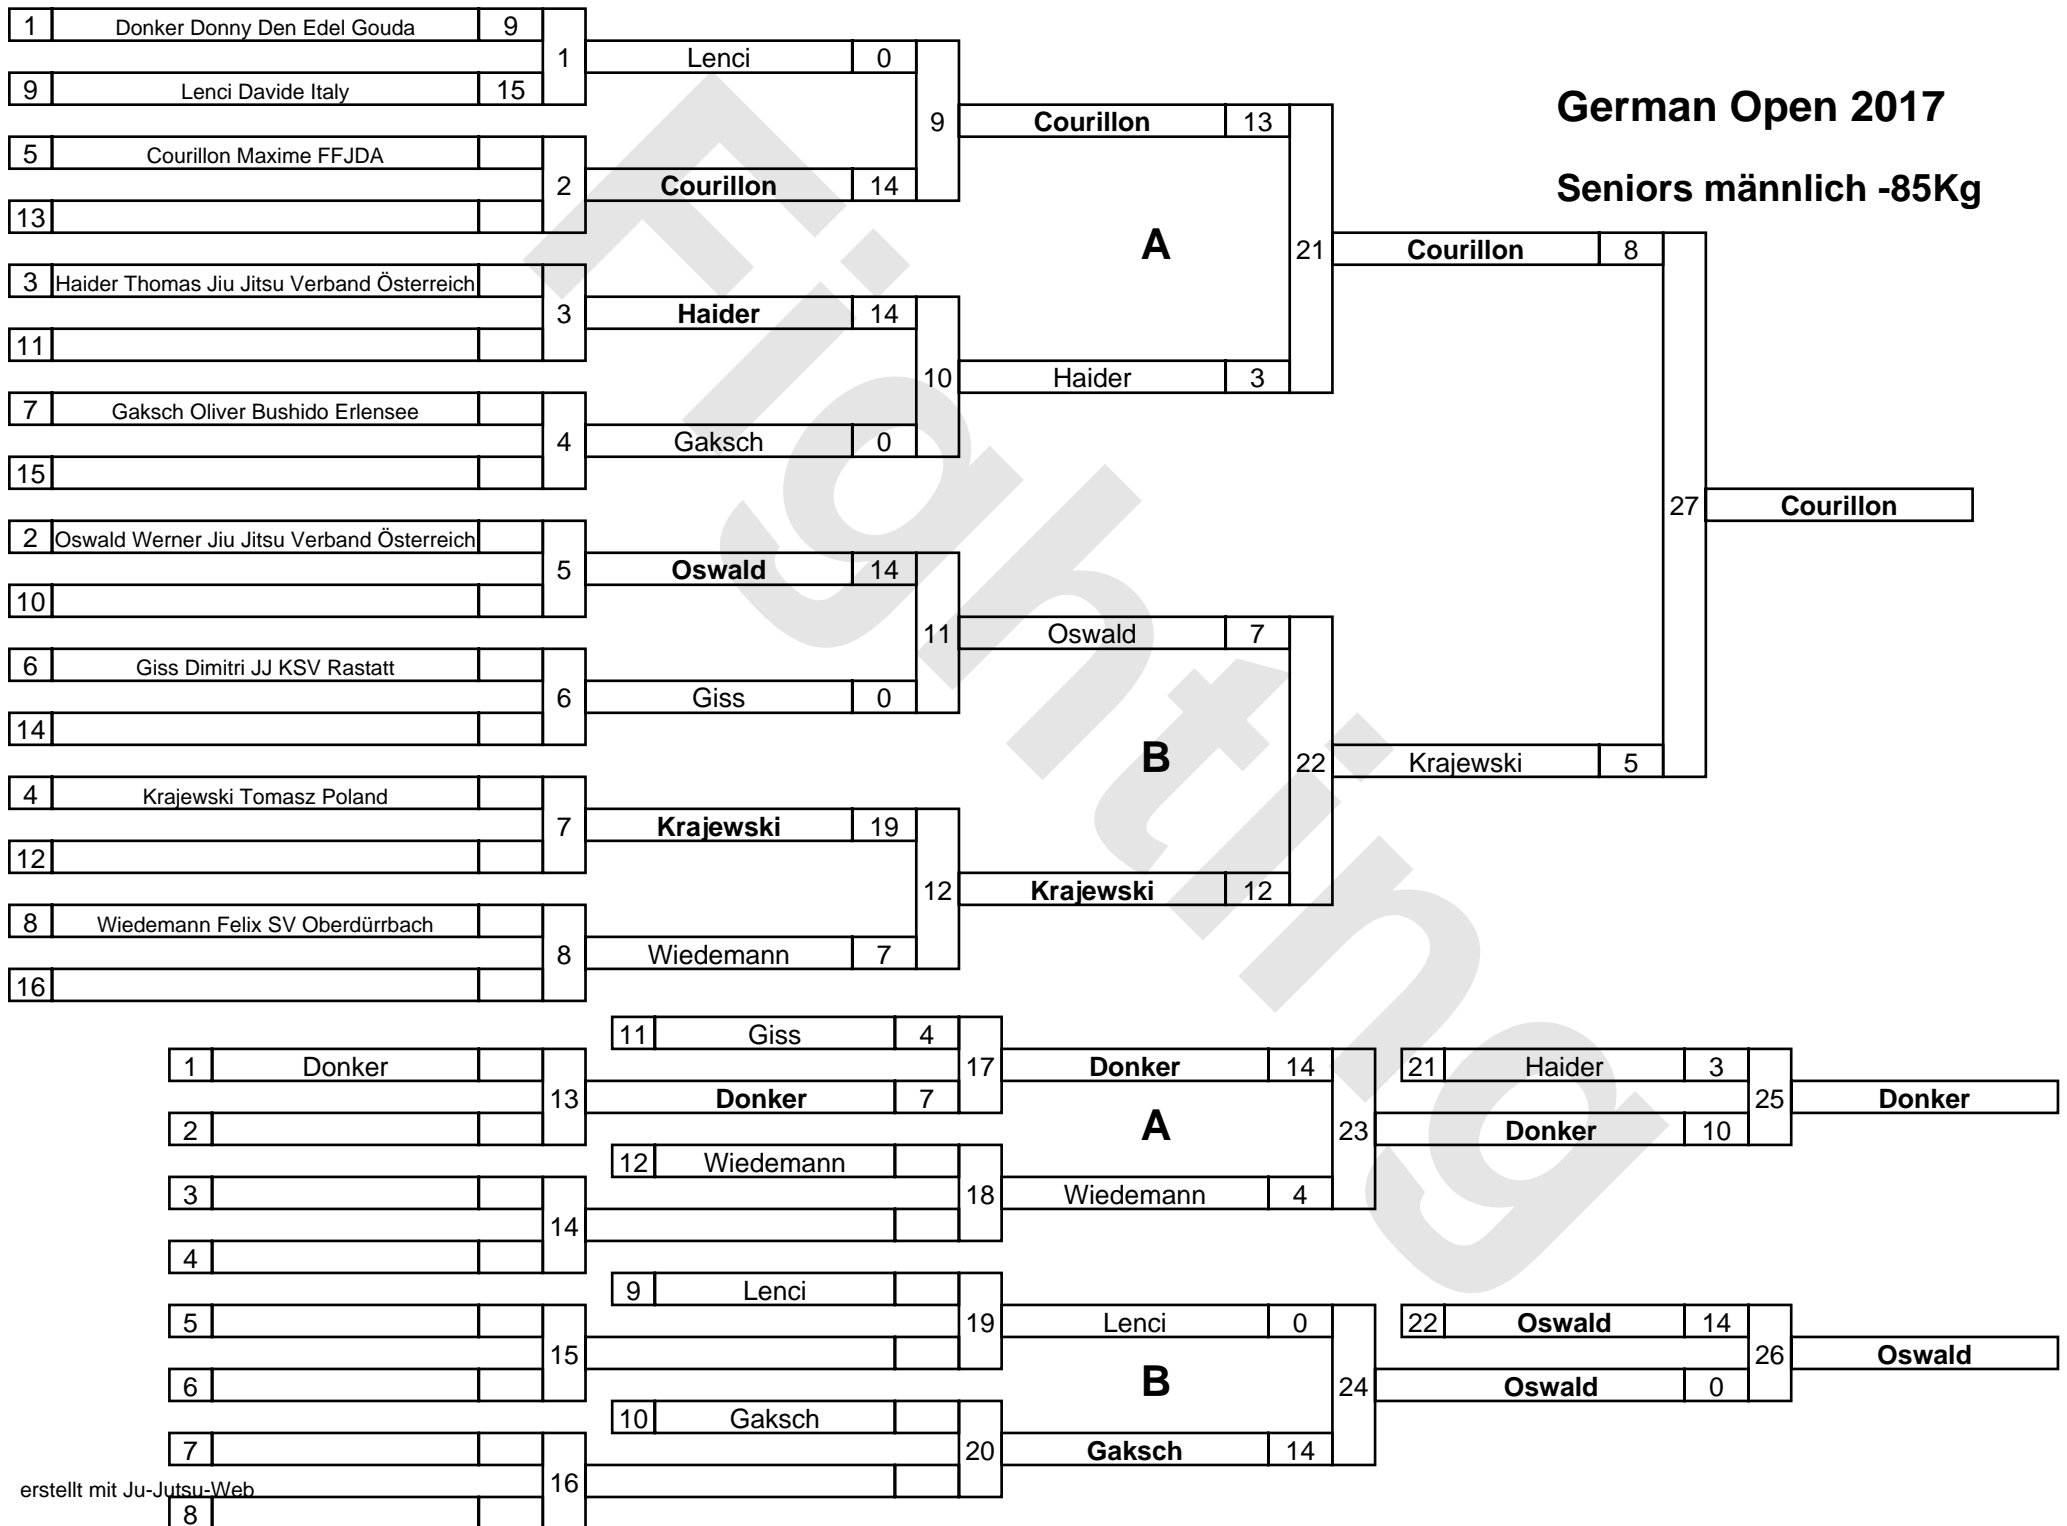 German Open 2017
Seniors männlich -85Kg
Fighting
1 Donker Donny Den Edel Gouda 9
1
Lenci 0
9 Lenci Davide Italy 15
9
Courillon 13
5 Courillon Maxime FFJDA
2
Courillon 14
13
A
21
Courillon 8
3 Haider Thomas Jiu Jitsu Verband Österreich
3
Haider 14
11
10
Haider 3
7 Gaksch Oliver Bushido Erlensee
4
Gaksch 0
15
27
Courillon
2 Oswald Werner Jiu Jitsu Verband Österreich
5
Oswald 14
10
11
Oswald 7
6 Giss Dimitri JJ KSV Rastatt
6
Giss 0
14
B
22
Krajewski 5
4 Krajewski Tomasz Poland
7
Krajewski 19
12
12
Krajewski 12
8 Wiedemann Felix SV Oberdürrbach
8
Wiedemann 7
16
11 Giss 4
1 Donker
17
Donker 14
21 Haider 3
13
Donker 7
25
Donker
2
A
23
Donker 10
12 Wiedemann
3
18
Wiedemann 4
14
4
9 Lenci
5
19
Lenci 0
22 Oswald 14
15
26
Oswald
6
B
24
Oswald 0
10 Gaksch
7
20
Gaksch 14
16
erstellt mit Ju-Jutsu-Web
8